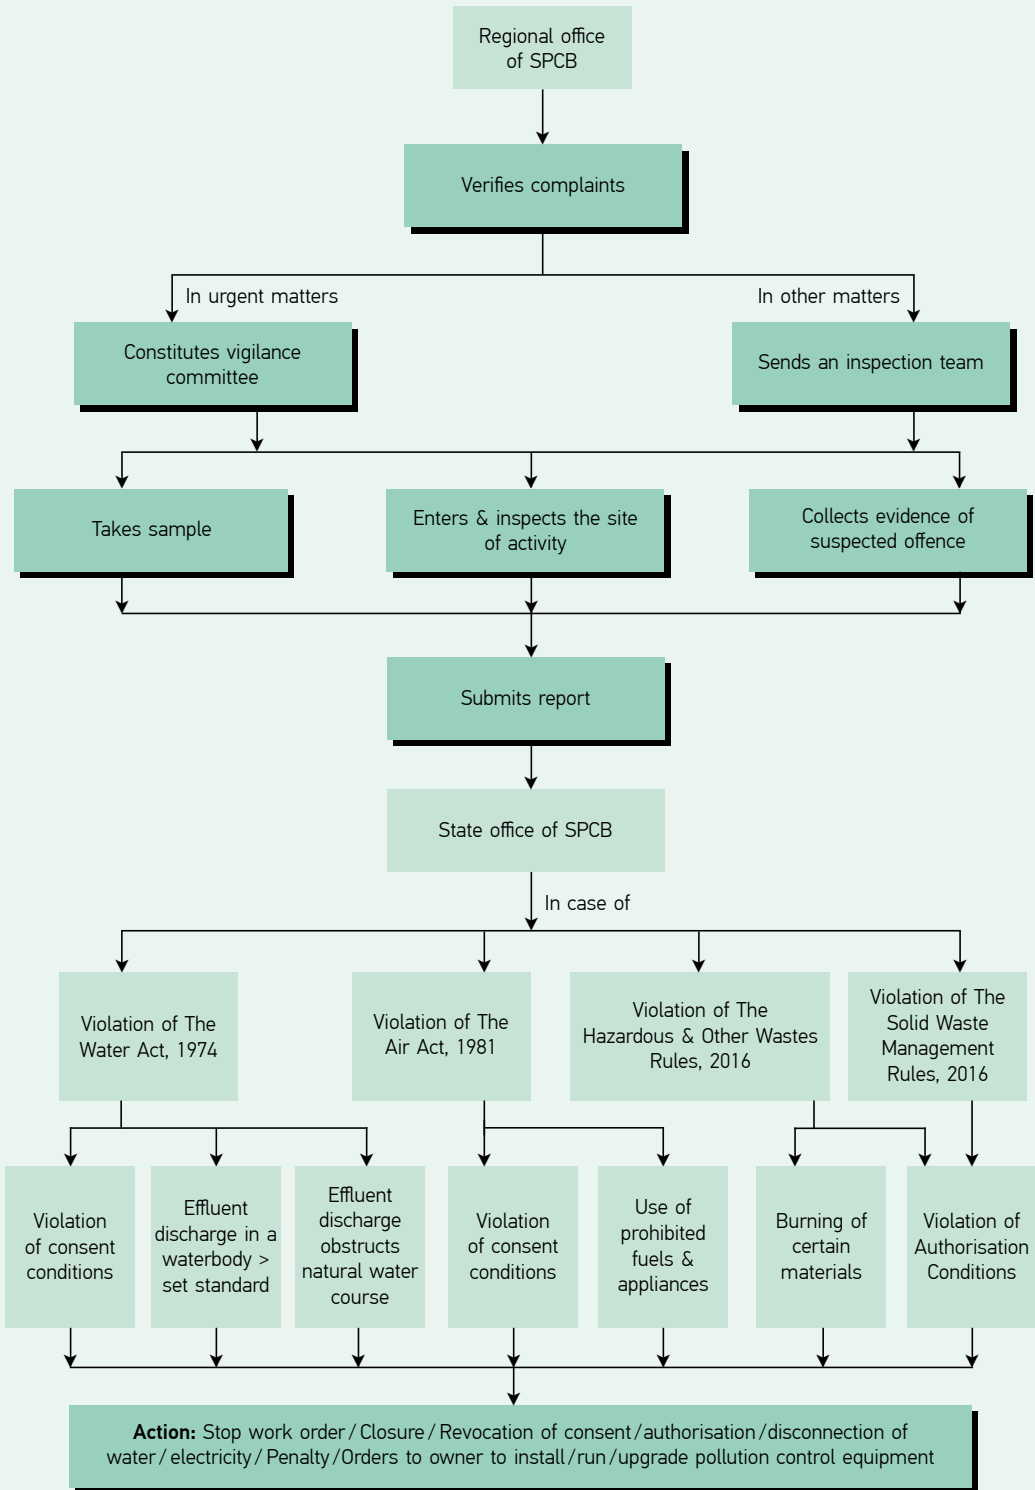 Regional office
of SPCB
Verifies complaints
In urgent matters
In other matters
Constitutes vigilance
committee
Sends an inspection team
Takes sample
Enters & inspects the site
of activity
Collects evidence of
suspected offence
Submits report
State office of SPCB
In case of
Violation of The
Water Act, 1974
Violation of The
Air Act, 1981
Violation of The
Hazardous & Other Wastes
Rules, 2016
Violation of The
Solid Waste
Management
Rules, 2016
Violation
of consent
conditions
Effluent
discharge in a
waterbody >
set standard
Effluent
discharge
obstructs
natural water
course
Violation
of consent
conditions
Use of
prohibited
fuels &
appliances
Burning of
certain
materials
Violation of
Authorisation
Conditions
Action: Stop work order/Closure/Revocation of consent/authorisation/disconnection of
water/electricity/Penalty/Orders to owner to install/run/upgrade pollution control equipment